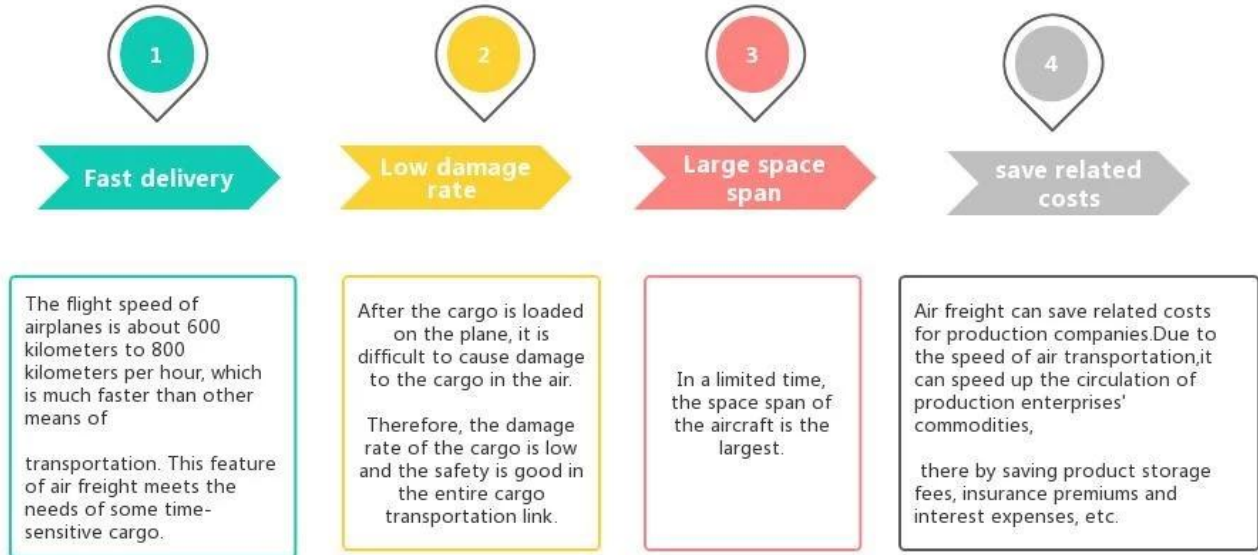 1
Fast delivery
The flight speed of
airplanes is about 600
kilometers to 800
kilometers per hour, which
is much faster than other
means of
transportation. This feature
of air freight meets the
needs of some time-
sensitive cargo.
2
Low damage
rate
After the cargo is loaded
on the plane, it is
difficult to cause damage
to the cargo in the air.
Therefore, the damage
rate of the cargo is low
and the safety is good in
the entire cargo
transportation link.
3
Large space
span
In a limited time,
the space span of
the aircraft is the
largest.
4
save related
costs
Air freight can save related costs
for production companies.Due to
the speed of air transportation,it
can speed up the circulation of
production enterprises'
commodities,
there by saving product storage
fees, insurance premiums and
interest expenses, etc.